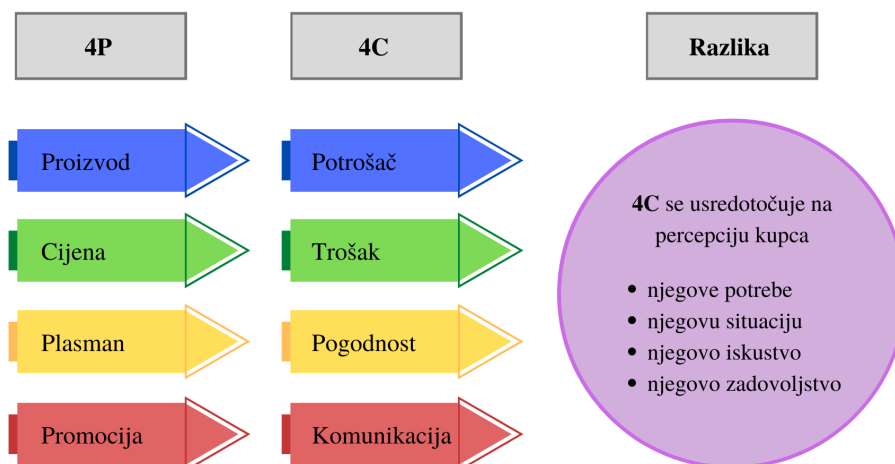 4P
4C
Razlika
Proizvod
Potrošač
Cijena
Trošak
Plasman
Pogodnost
Promocija
Komunikacija
4C se usredotočuje na
percepciju kupca
• njegove potrebe
• njegovu situaciju
• njegovo iskustvo
• njegovo zadovoljstvo